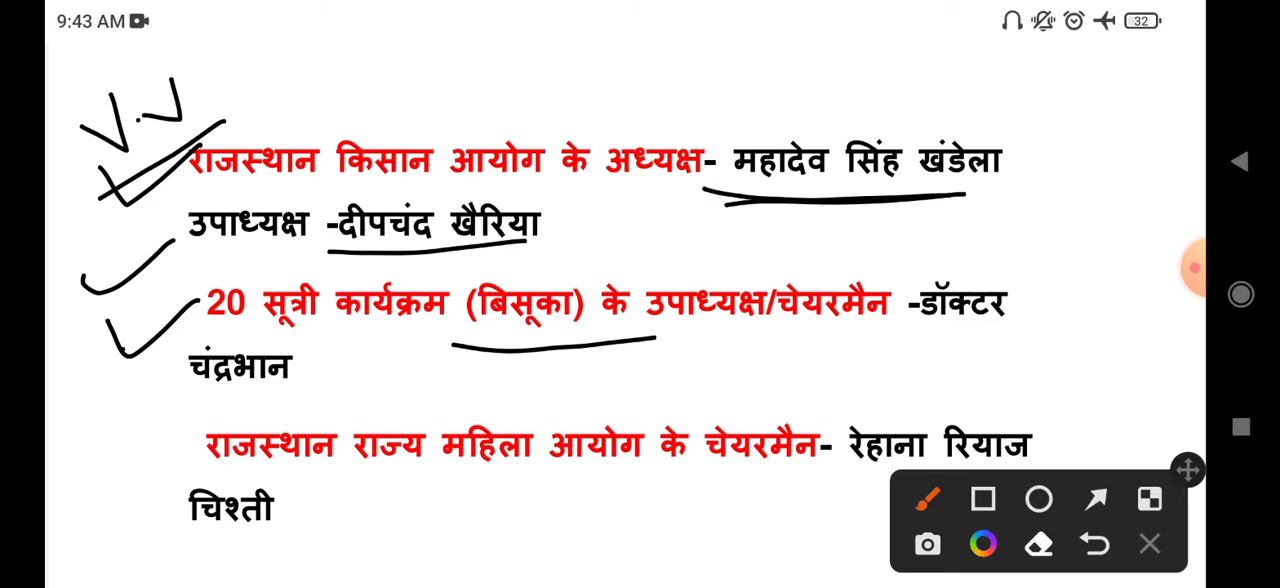 9:43 AM
32
V.V
राजस्थान किसान आयोग के अध्यक्ष- महादेव सिंह खंडेला
उपाध्यक्ष -दीपचंद खैरिया
20 सूत्री कार्यक्रम (बिसूका) के उपाध्यक्ष/चेयरमैन -डॉक्टर
चंद्रभान
राजस्थान राज्य महिला आयोग के चेयरमैन- रेहाना रियाज
चिश्ती